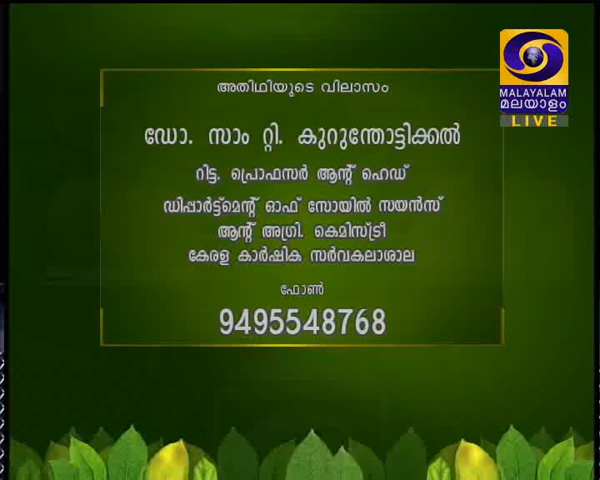 MALAYALAM
മലയാളം
LIVE
അതിഥിയുടെ വിലാസം
ഡോ. സാം റ്റി. കുറുന്തോട്ടിക്കൽ
റിട്ട. പ്രൊഫസർ ആന്റ് ഹെഡ്
ഡിപ്പാർട്ട്മെന്റ് ഓഫ് സോയിൽ സയൻസ്
ആന്റ് അഗ്രി. കെമിസ്ട്രീ
കേരള കാർഷിക സർവകലാശാല
ഫോൺ
9495548768